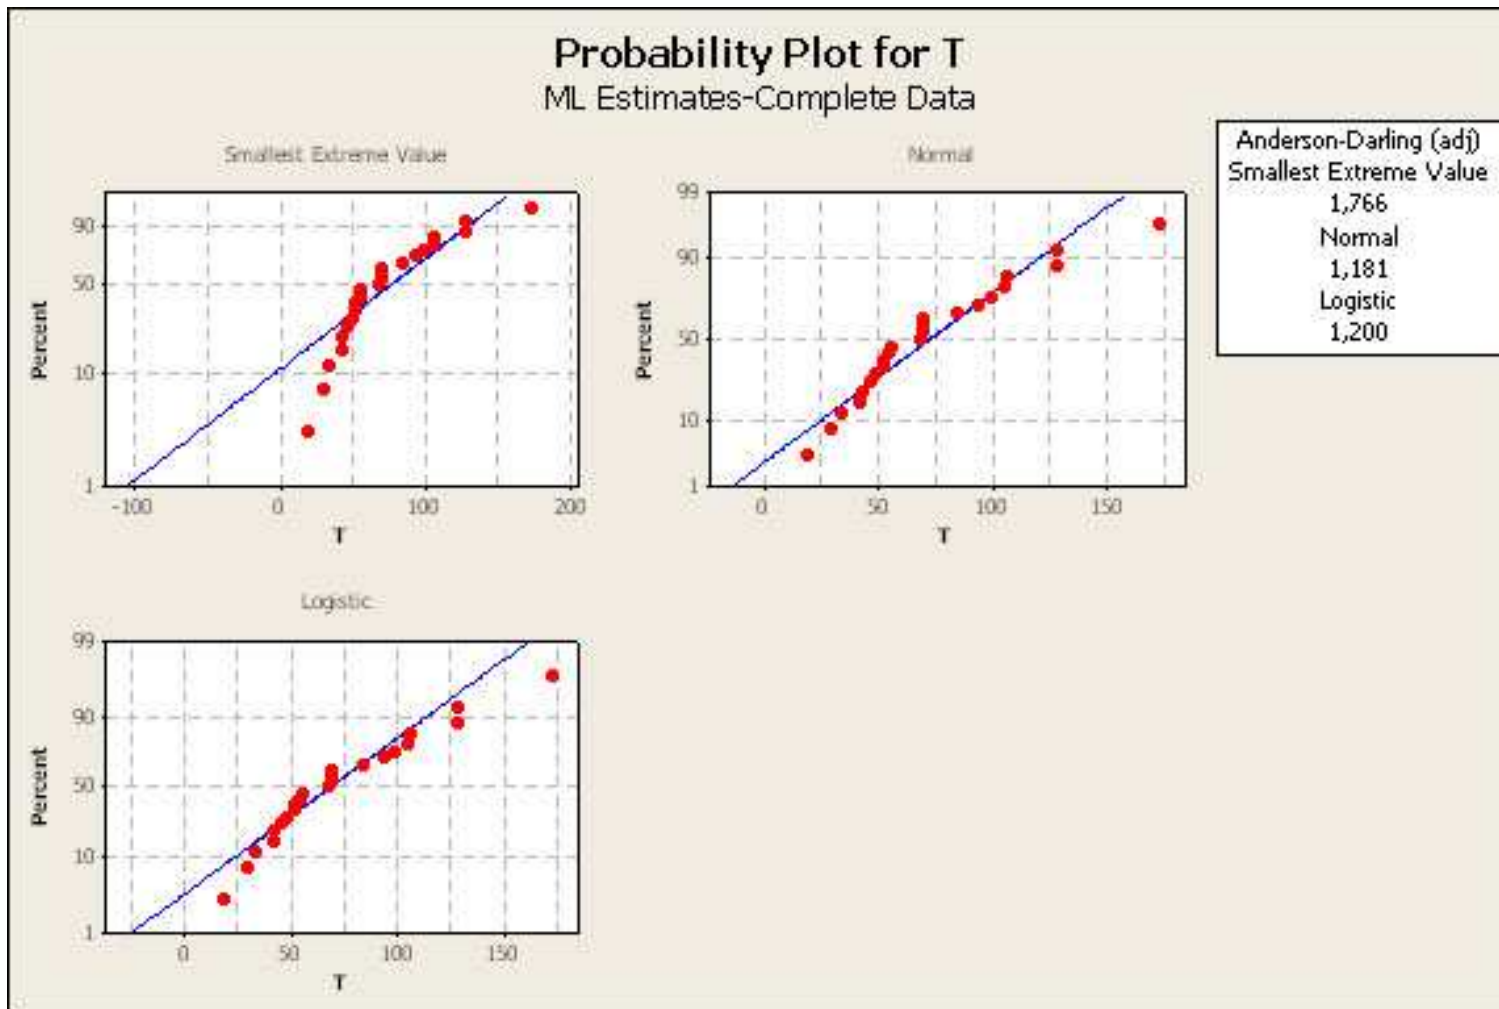 Probability Plot for T
ML Estimates-Complete Data
Smallest Extreme Value
Percent
90
50
10
1
-100 0 100 200
T
Normal
Percent
99
90
50
10
1
0 50 100 150
T
Anderson-Darling (adj)
Smallest Extreme Value
1,766
Normal
1,181
Logistic
1,200
Logistic
Percent
99
90
50
10
1
0 50 100 150
T